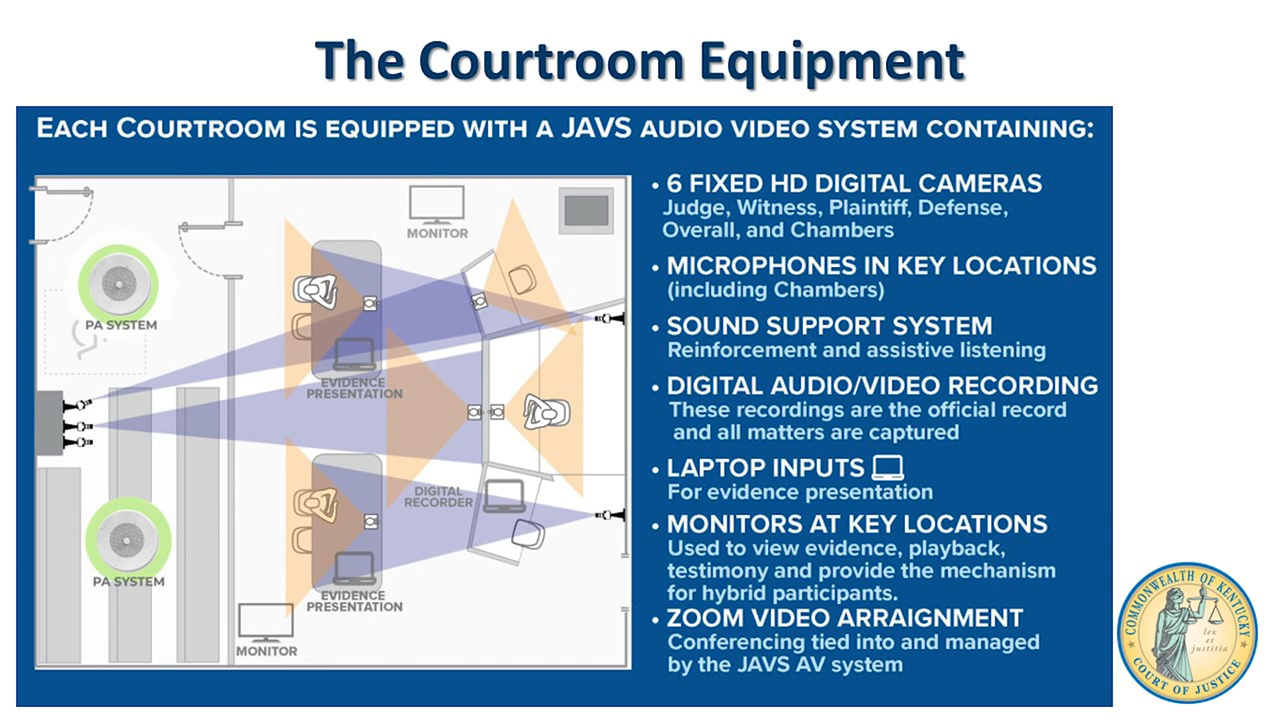 The Courtroom Equipment
EACH COURTROOM IS EQUIPPED WITH A JAVS AUDIO VIDEO SYSTEM CONTAINING:
MONITOR
PA SYSTEM
EVIDENCE
PRESENTATION
DIGITAL
RECORDER
PA SYSTEM
EVIDENCE
PRESENTATION
MONITOR
• 6 FIXED HD DIGITAL CAMERAS
Judge, Witness, Plaintiff, Defense,
Overall, and Chambers
• MICROPHONES IN KEY LOCATIONS
(including Chambers)
• SOUND SUPPORT SYSTEM
Reinforcement and assistive listening
• DIGITAL AUDIO/VIDEO RECORDING
These recordings are the official record
and all matters are captured
• LAPTOP INPUTS
For evidence presentation
• MONITORS AT KEY LOCATIONS
Used to view evidence, playback,
testimony and provide the mechanism
for hybrid participants.
• ZOOM VIDEO ARRAIGNMENT
Conferencing tied into and managed
by the JAVS AV system
COMMONWEALTH OF KENTUCKY
lex
et
justitia
COURT OF JUSTICE